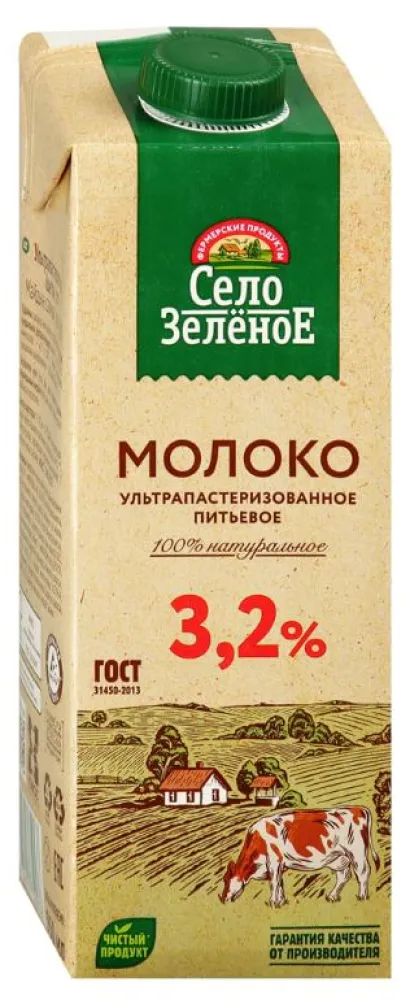 ФЕРМЕРСКИЕ ПРОДУКТЫ
Село
ЗЕЛЁНОЕ
МОЛОКО
УЛЬТРАПАСТЕРИЗОВАННОЕ
ПИТЬЕВОЕ
100% натуральное
3,2%
ГОСТ
31450-2013
ЧИСТЫЙ
ПРОДУКТ
ГАРАНТИЯ КАЧЕСТВА
ОТ ПРОИЗВОДИТЕЛЯ